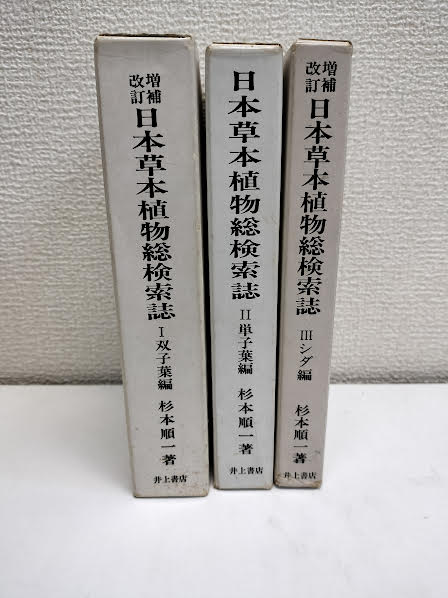 増補
改訂
日本草本植物総検索誌
I 双子葉編
杉本順一著
井上書店
日本草本植物総検索誌
II 単子葉編
杉本順一著
井上書店
増補
改訂
日本草本植物総検索誌
III シダ編
杉本順一著
井上書店